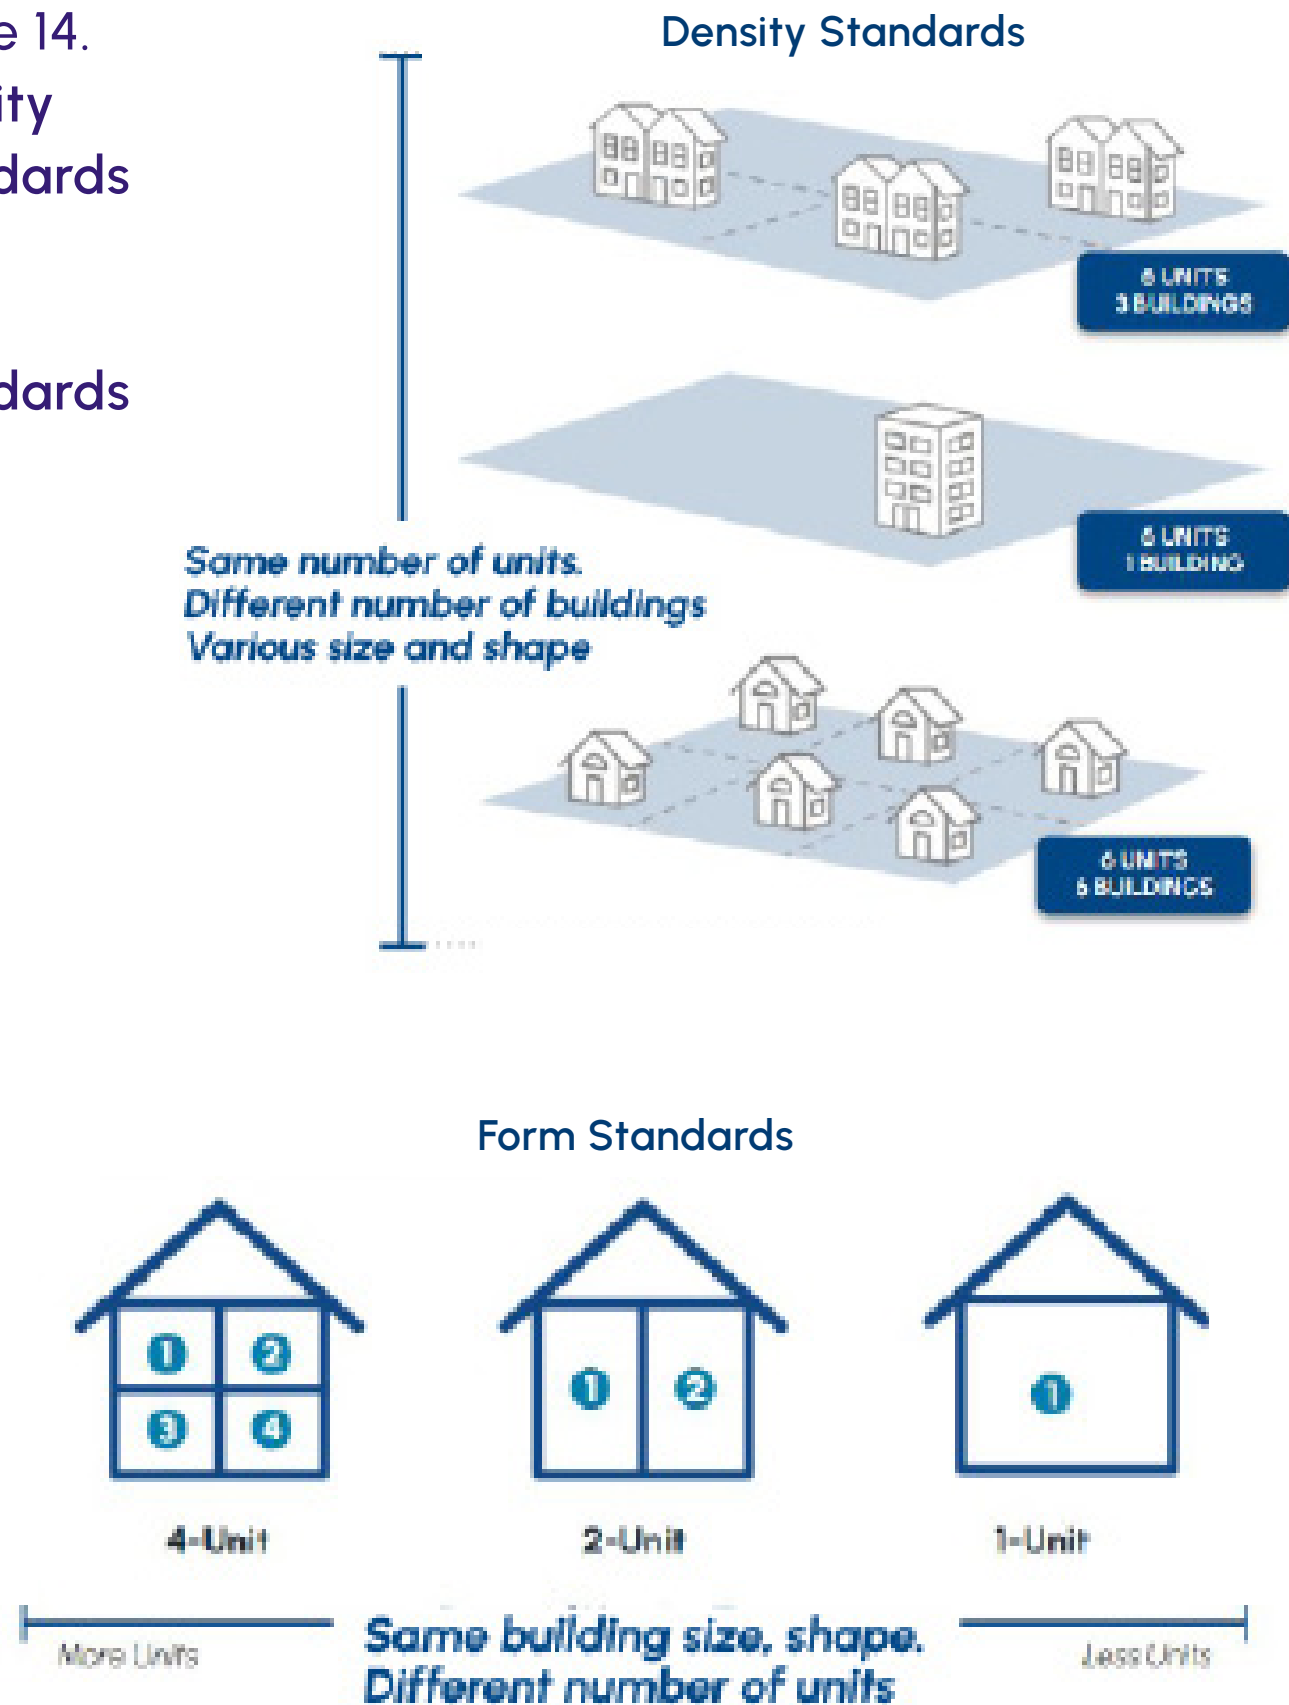 e 14.
ity
dards
dards
Density Standards
6 UNITS
3 BUILDINGS
6 UNITS
1 BUILDING
Same number of units.
Different number of buildings
Various size and shape
6 UNITS
6 BUILDINGS
Form Standards
1 2
3 4
1 2
1
4-Unit
2-Unit
1-Unit
More Units
Same building size, shape.
Different number of units
Less Units